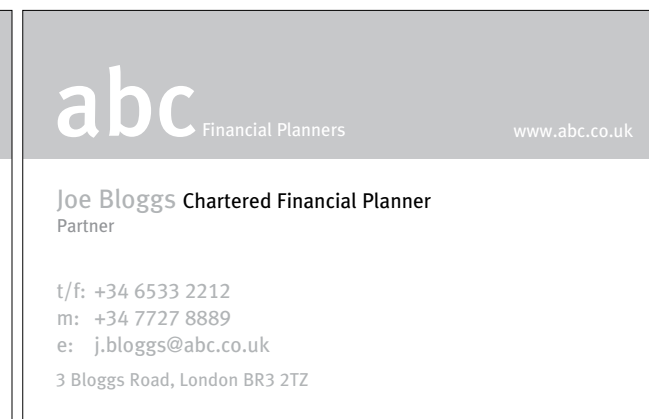 abc Financial Planners www.abc.co.uk
Joe Bloggs Chartered Financial Planner
Partner
t/f: +34 6533 2212
m: +34 7727 8889
e: j.bloggs@abc.co.uk
3 Bloggs Road, London BR3 2TZ